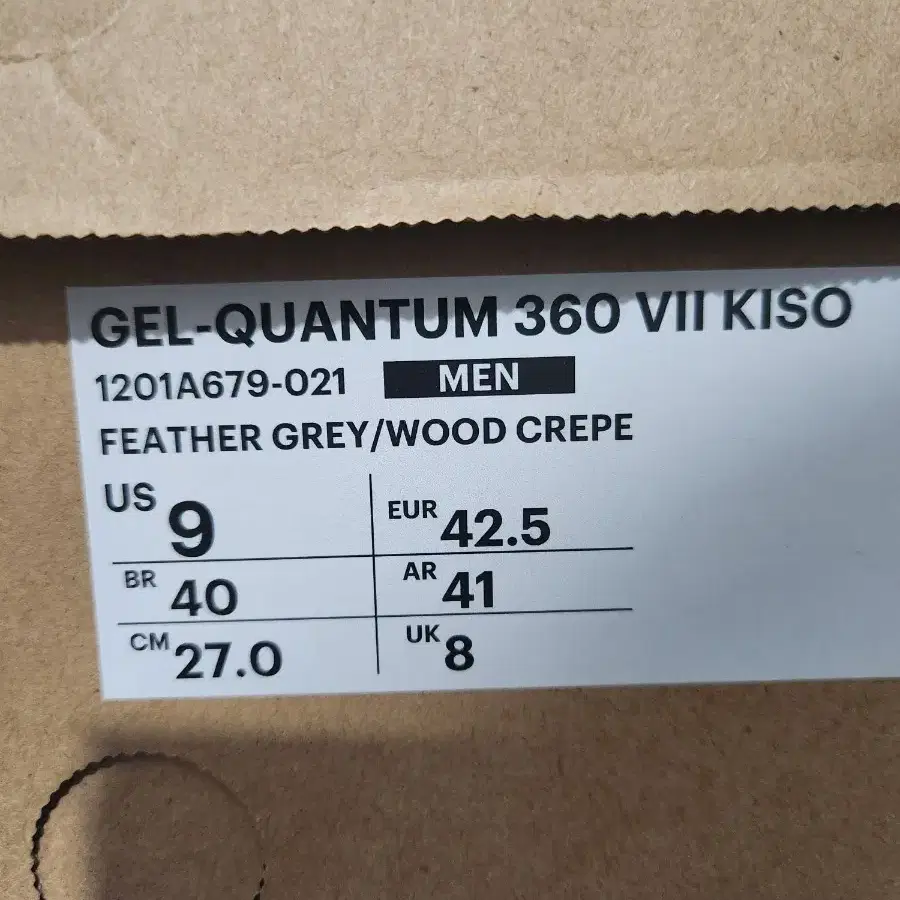 GEL-QUANTUM 360 VII KISO
1201A679-021 MEN
FEATHER GREY/WOOD CREPE
US 9 EUR 42.5
BR 40 AR 41
CM 27.0 UK 8